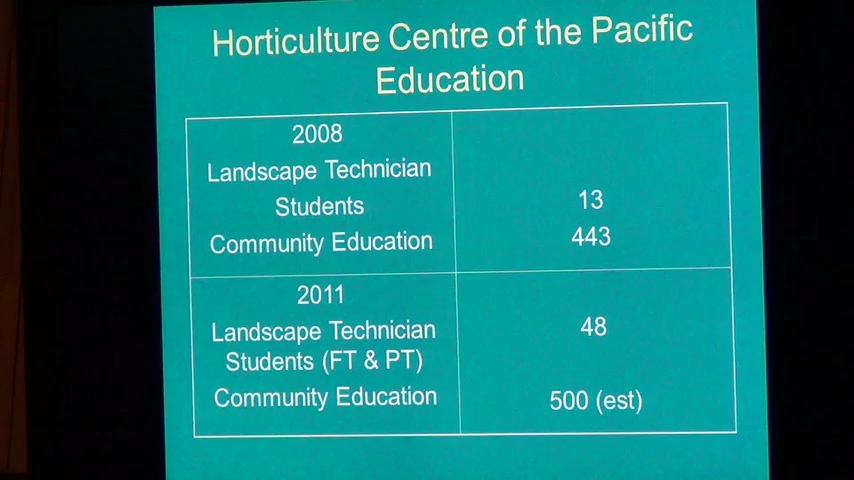 Horticulture Centre of the Pacific
Education
2008
Landscape Technician
Students 13
Community Education 443
2011
Landscape Technician 48
Students (FT & PT)
Community Education 500 (est)